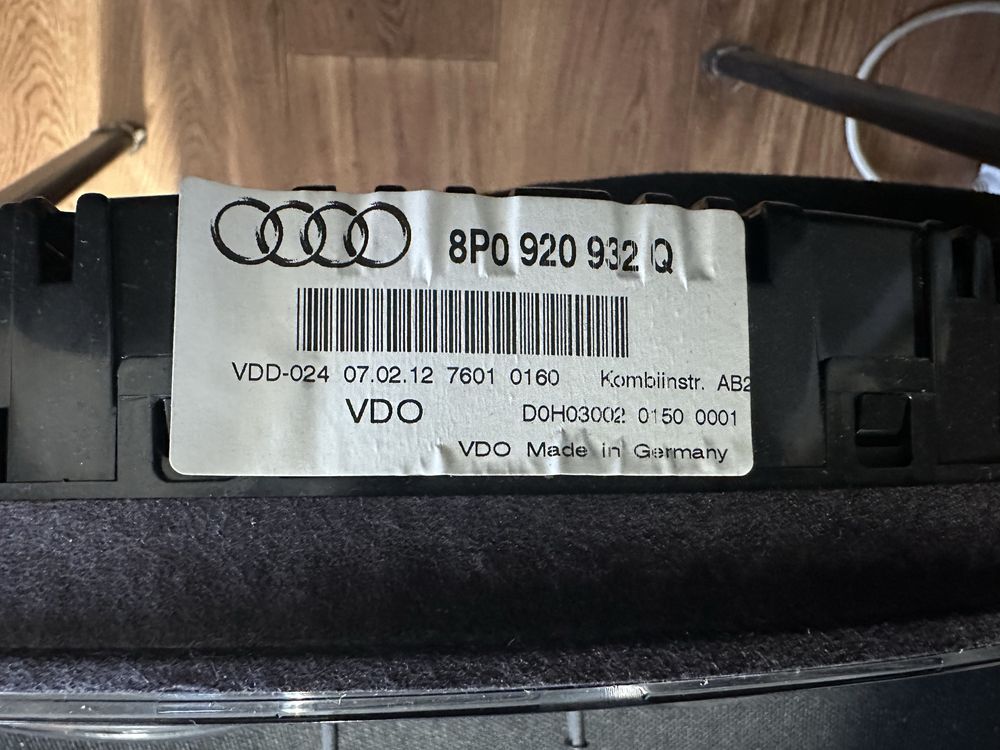 8P0 920 932 Q
VDD-024 07.02.12 7601 0160 Kombiinstr. AB2
VDO D0H03002 0150 0001
VDO Made in Germany